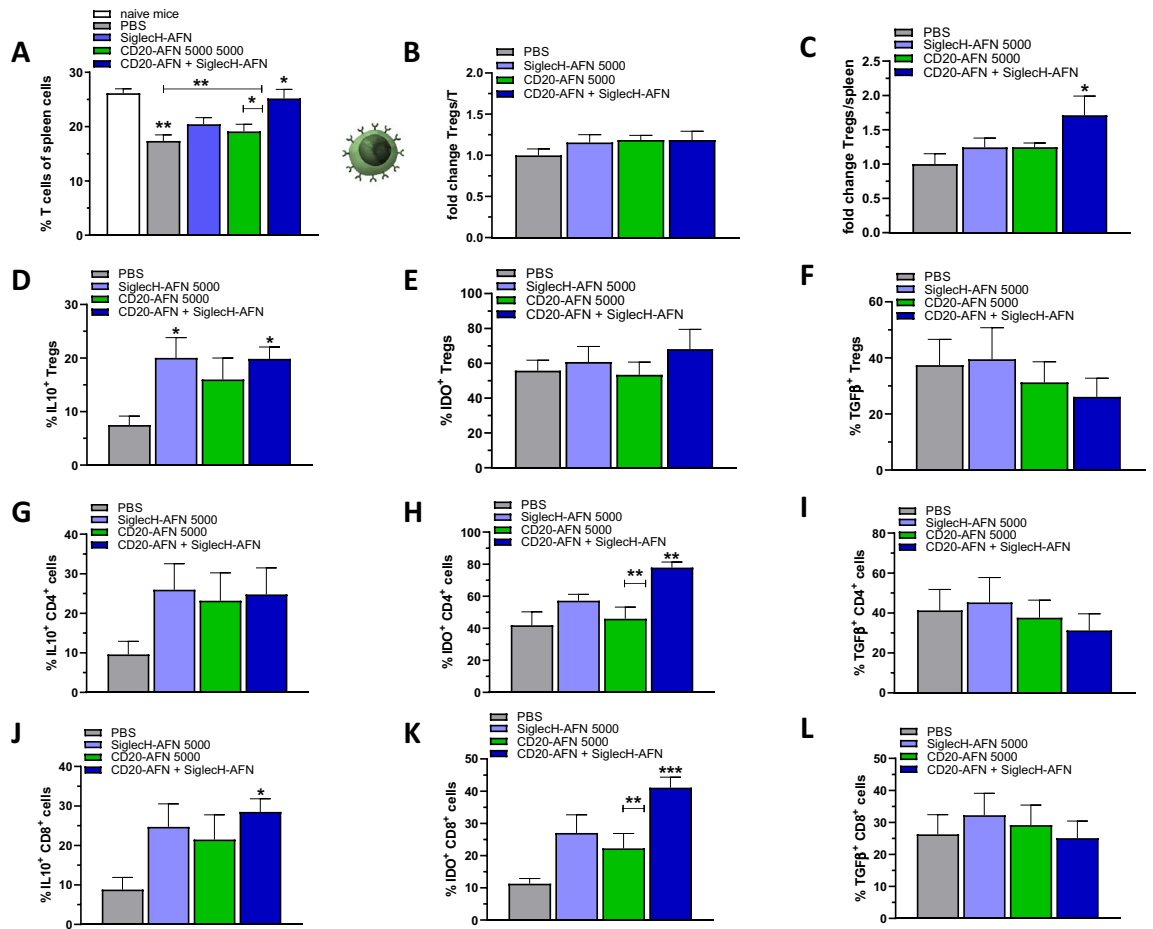 A
naive mice
PBS
SiglecH-AFN
CD20-AFN 5000 5000
CD20-AFN + SiglecH-AFN
% T cells of spleen cells
30
20
10
0
**
**
*
*
B
PBS
SiglecH-AFN 5000
CD20-AFN 5000
CD20-AFN + SiglecH-AFN
fold change Tregs/T
2.0
1.5
1.0
0.5
0.0
C
PBS
SiglecH-AFN 5000
CD20-AFN 5000
CD20-AFN + SiglecH-AFN
fold change Tregs/spleen
2.0
1.5
1.0
0.5
0.0
*
D
PBS
SiglecH-AFN 5000
CD20-AFN 5000
CD20-AFN + SiglecH-AFN
% IL10+ Tregs
30
20
10
0
*
*
E
PBS
SiglecH-AFN 5000
CD20-AFN 5000
CD20-AFN + SiglecH-AFN
% IDO+ Tregs
100
80
60
40
20
0
F
PBS
SiglecH-AFN 5000
CD20-AFN 5000
CD20-AFN + SiglecH-AFN
% TGFβ+ Tregs
60
40
20
0
G
PBS
SiglecH-AFN 5000
CD20-AFN 5000
CD20-AFN + SiglecH-AFN
% IL10+ CD4+ cells
40
30
20
10
0
H
PBS
SiglecH-AFN 5000
CD20-AFN 5000
CD20-AFN + SiglecH-AFN
% IDO+ CD4+ cells
100
80
60
40
20
0
**
**
I
PBS
SiglecH-AFN 5000
CD20-AFN 5000
CD20-AFN + SiglecH-AFN
% TGFβ+ CD4+ cells
80
60
40
20
0
J
PBS
SiglecH-AFN 5000
CD20-AFN 5000
CD20-AFN + SiglecH-AFN
% IL10+ CD8+ cells
40
30
20
10
0
*
K
PBS
SiglecH-AFN 5000
CD20-AFN 5000
CD20-AFN + SiglecH-AFN
% IDO+ CD8+ cells
50
40
30
20
10
0
**
***
L
PBS
SiglecH-AFN 5000
CD20-AFN 5000
CD20-AFN + SiglecH-AFN
% TGFβ+ CD8+ cells
50
40
30
20
10
0